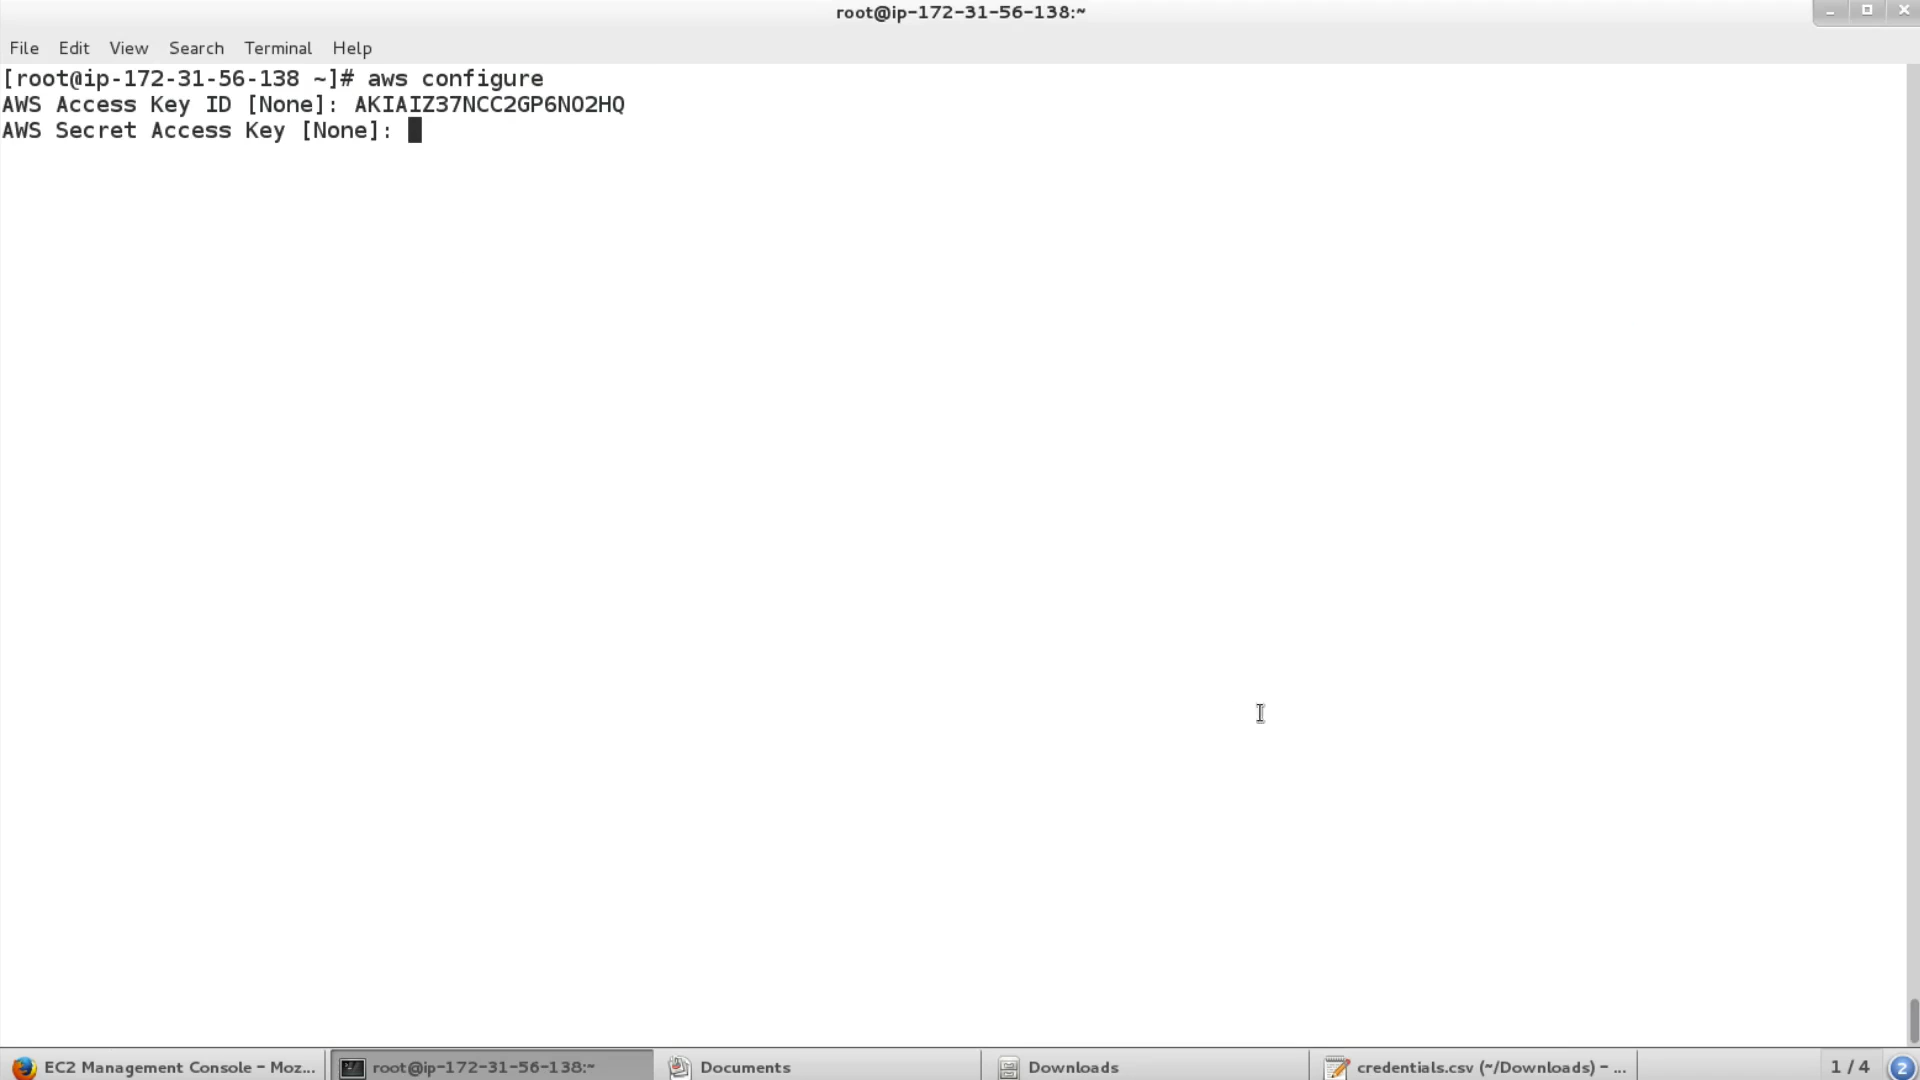 root@ip-172-31-56-138:~
File Edit View Search Terminal Help
[root@ip-172-31-56-138 ~]# aws configure
AWS Access Key ID [None]: AKIAIZ37NCC2GP6NO2HQ
AWS Secret Access Key [None]:
EC2 Management Console - Moz... root@ip-172-31-56-138:~ Documents Downloads credentials.csv (~/Downloads) - ... 1 / 4 2